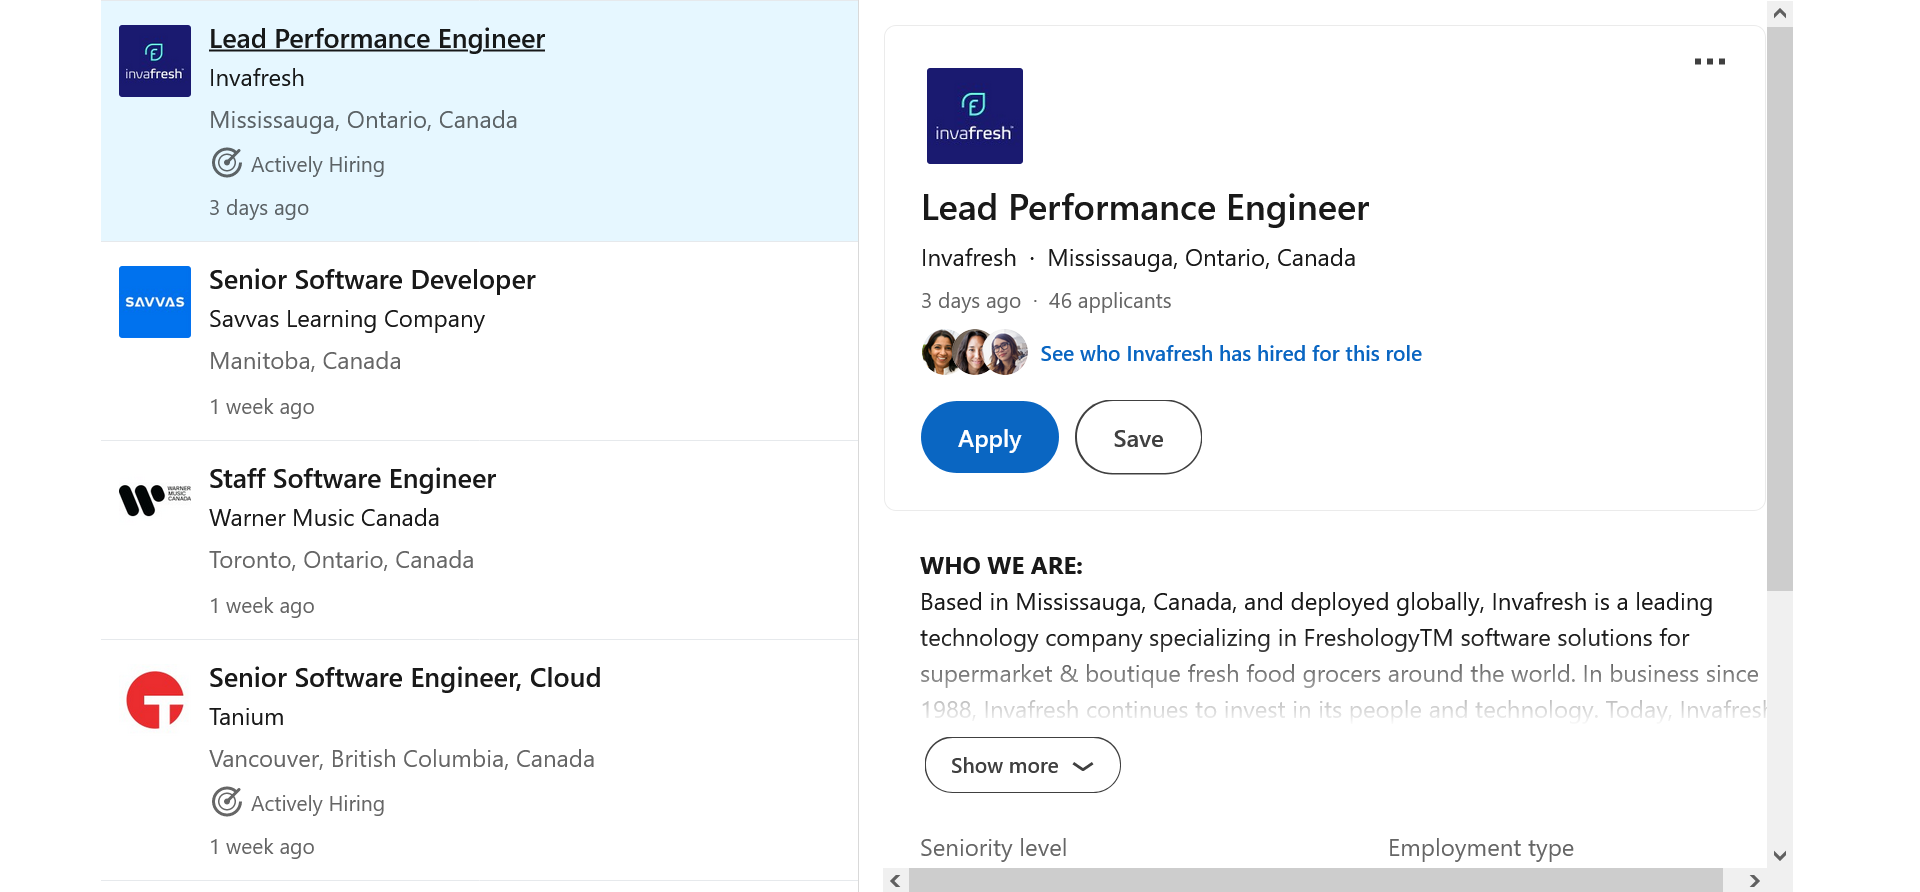 invafresh
Lead Performance Engineer
Invafresh
Mississauga, Ontario, Canada
Actively Hiring
3 days ago
SAVVAS
Senior Software Developer
Savvas Learning Company
Manitoba, Canada
1 week ago
WARNER
MUSIC
CANADA
Staff Software Engineer
Warner Music Canada
Toronto, Ontario, Canada
1 week ago
Senior Software Engineer, Cloud
Tanium
Vancouver, British Columbia, Canada
Actively Hiring
1 week ago
invafresh
Lead Performance Engineer
Invafresh · Mississauga, Ontario, Canada
3 days ago · 46 applicants
See who Invafresh has hired for this role
Apply
Save
WHO WE ARE:
Based in Mississauga, Canada, and deployed globally, Invafresh is a leading
technology company specializing in FreshologyTM software solutions for
supermarket & boutique fresh food grocers around the world. In business since
1988, Invafresh continues to invest in its people and technology. Today, Invafresh
Show more
Seniority level
Employment type